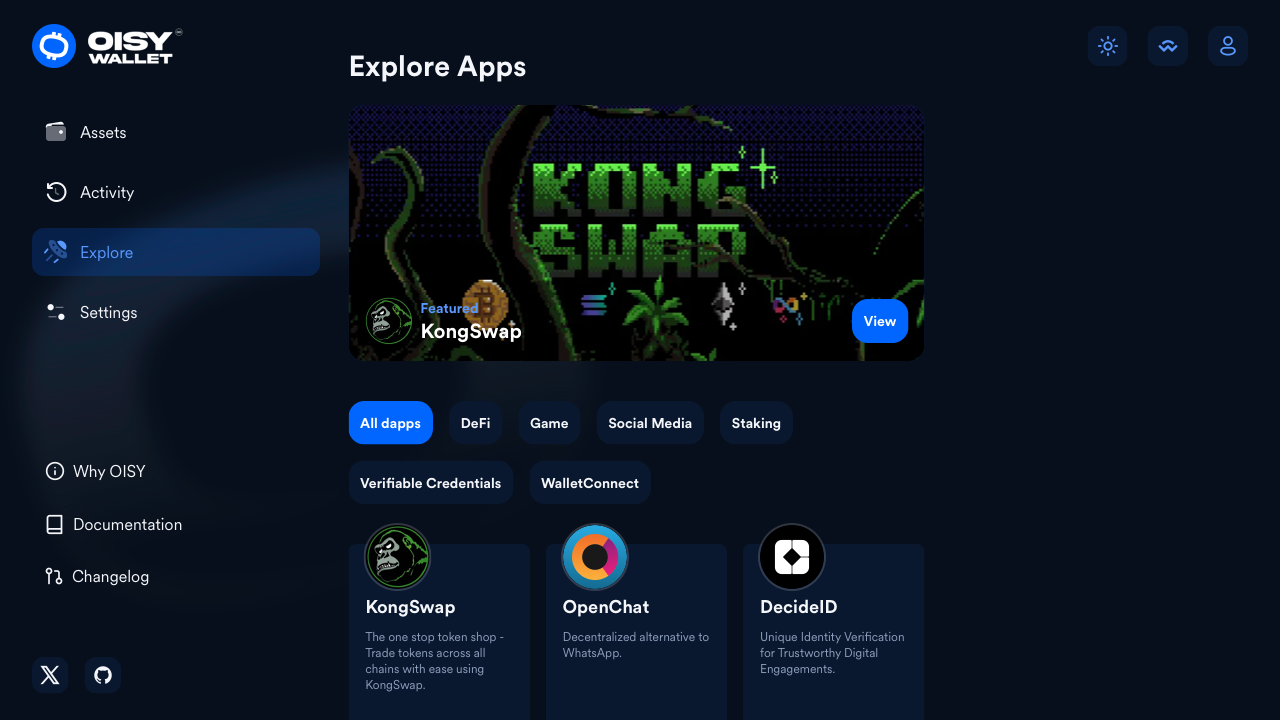 OISY
WALLET
Explore Apps
Assets
Activity
Explore
Settings
Why OISY
Documentation
Changelog
KONG
SWAP
Featured
KongSwap
View
All dapps
DeFi
Game
Social Media
Staking
Verifiable Credentials
WalletConnect
KongSwap
The one stop token shop -
Trade tokens across all
chains with ease using
KongSwap.
OpenChat
Decentralized alternative to
WhatsApp.
DecideID
Unique Identity Verification
for Trustworthy Digital
Engagements.